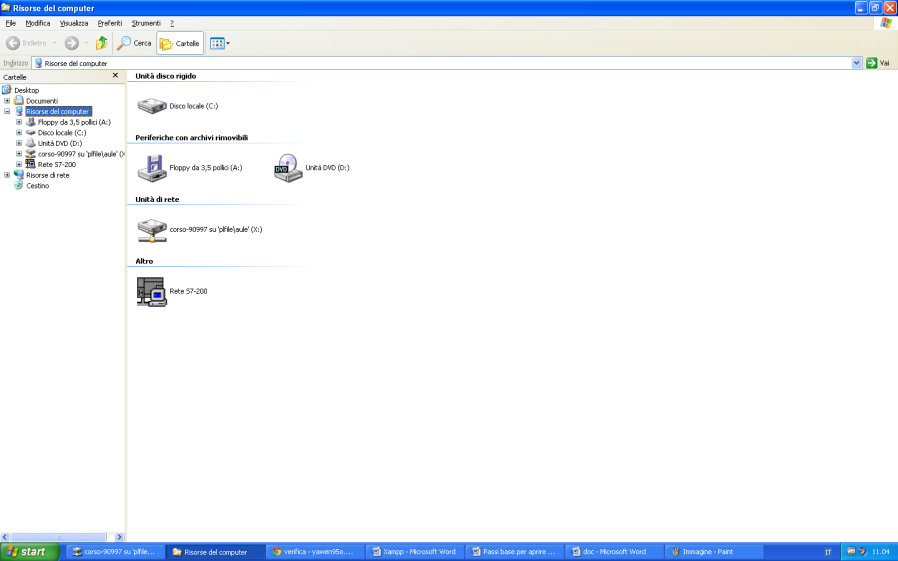 Risorse del computer
File Modifica Visualizza Preferiti Strumenti ?
Indietro Cerca Cartelle
Indirizzo Risorse del computer Vai
Cartelle
Desktop
Documenti
Risorse del computer
Floppy da 3,5 pollici (A:)
Disco locale (C:)
Unità DVD (D:)
corso-90997 su 'plfile\aule' (X
Rete S7-200
Risorse di rete
Cestino
Unità disco rigido
Disco locale (C:)
Periferiche con archivi rimovibili
Floppy da 3,5 pollici (A:)
DVD
Unità DVD (D:)
Unità di rete
corso-90997 su 'plfile\aule' (X:)
Altro
Rete S7-200
start corso-90997 su 'plfile... Risorse del computer verifica - yawen95o.... Xampp - Microsoft Word Passi base per aprire ... doc - Microsoft Word Immagine - Paint IT 11.04